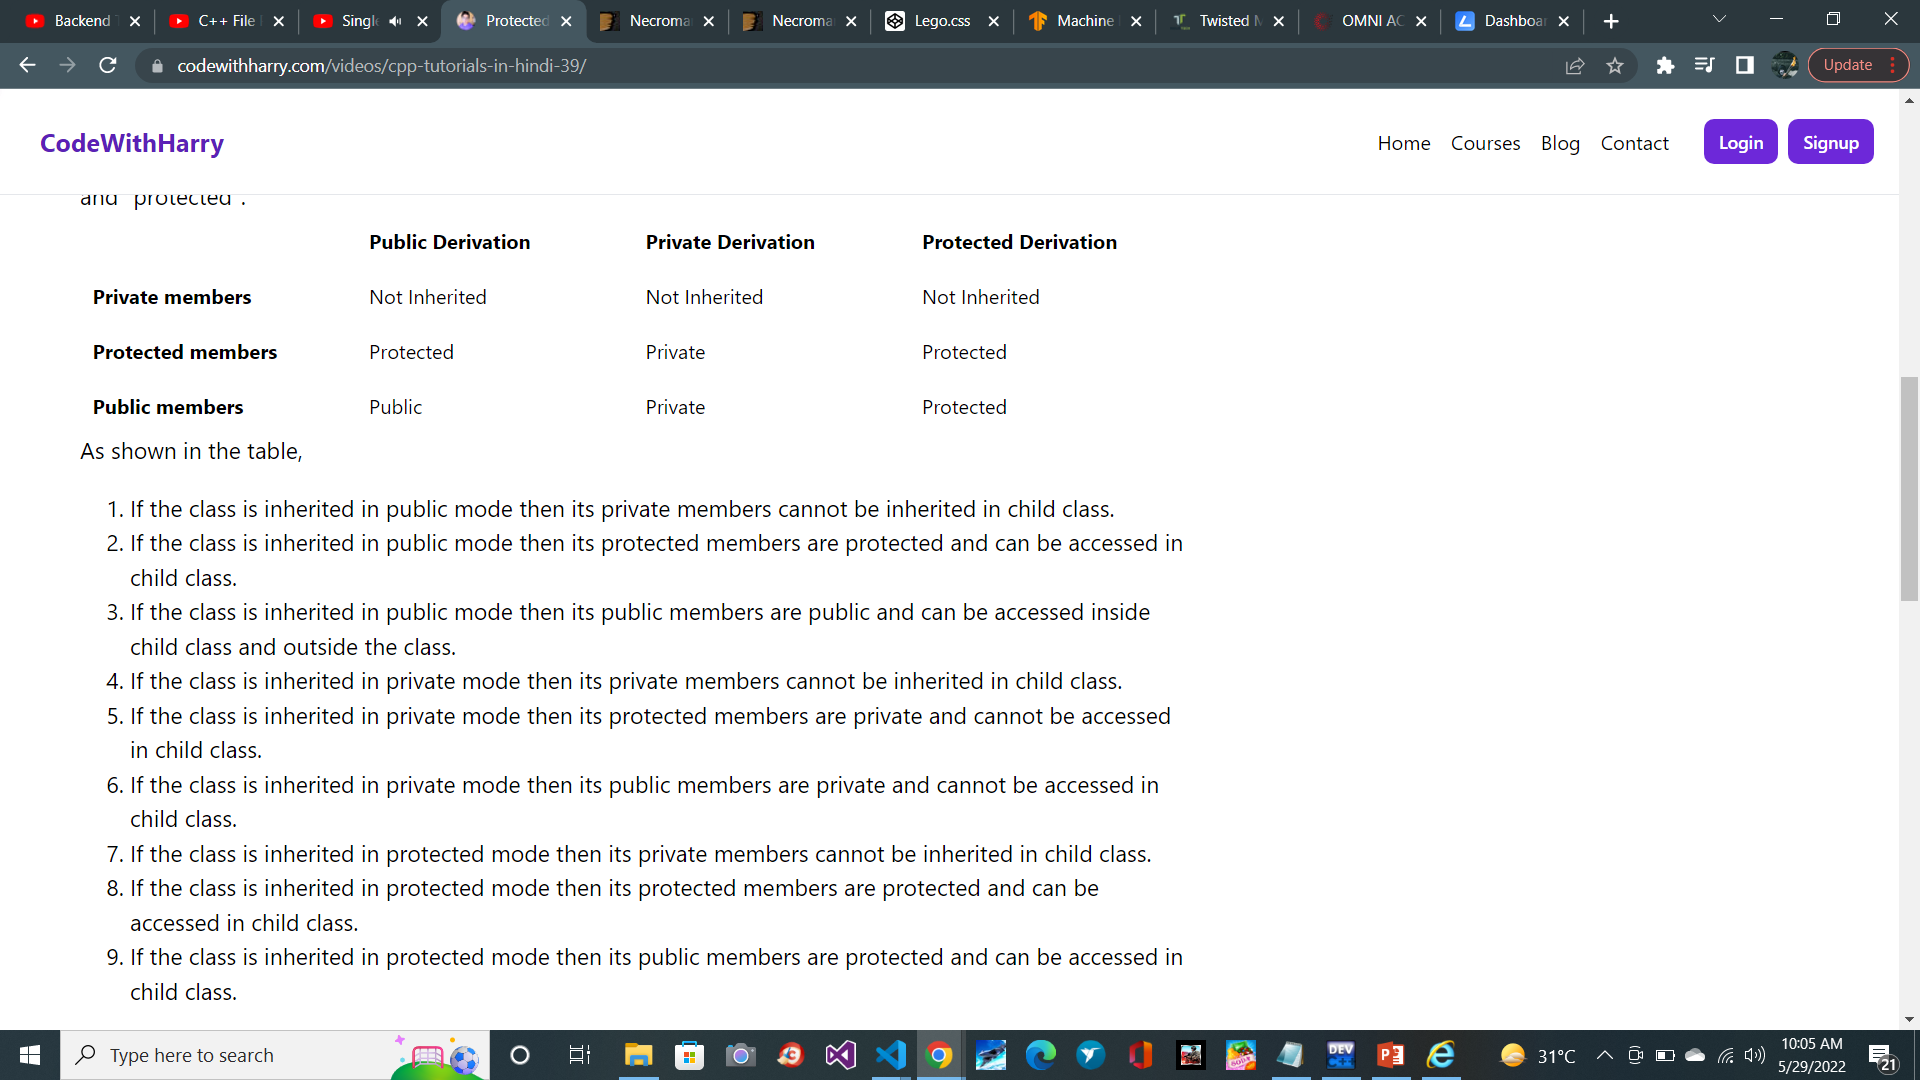 Backend T
C++ File I
Single
Protected
Necroman
Necroman
Lego.css
Machine
Twisted M
OMNI AC
Dashboar
codewithharry.com/videos/cpp-tutorials-in-hindi-39/
Update
CodeWithHarry
Home Courses Blog Contact Login Signup
and "protected".
Public Derivation Private Derivation Protected Derivation
Private members Not Inherited Not Inherited Not Inherited
Protected members Protected Private Protected
Public members Public Private Protected
As shown in the table,
1. If the class is inherited in public mode then its private members cannot be inherited in child class.
2. If the class is inherited in public mode then its protected members are protected and can be accessed in
child class.
3. If the class is inherited in public mode then its public members are public and can be accessed inside
child class and outside the class.
4. If the class is inherited in private mode then its private members cannot be inherited in child class.
5. If the class is inherited in private mode then its protected members are private and cannot be accessed
in child class.
6. If the class is inherited in private mode then its public members are private and cannot be accessed in
child class.
7. If the class is inherited in protected mode then its private members cannot be inherited in child class.
8. If the class is inherited in protected mode then its protected members are protected and can be
accessed in child class.
9. If the class is inherited in protected mode then its public members are protected and can be accessed in
child class.
Type here to search
DEV
31°C
10:05 AM
5/29/2022
21